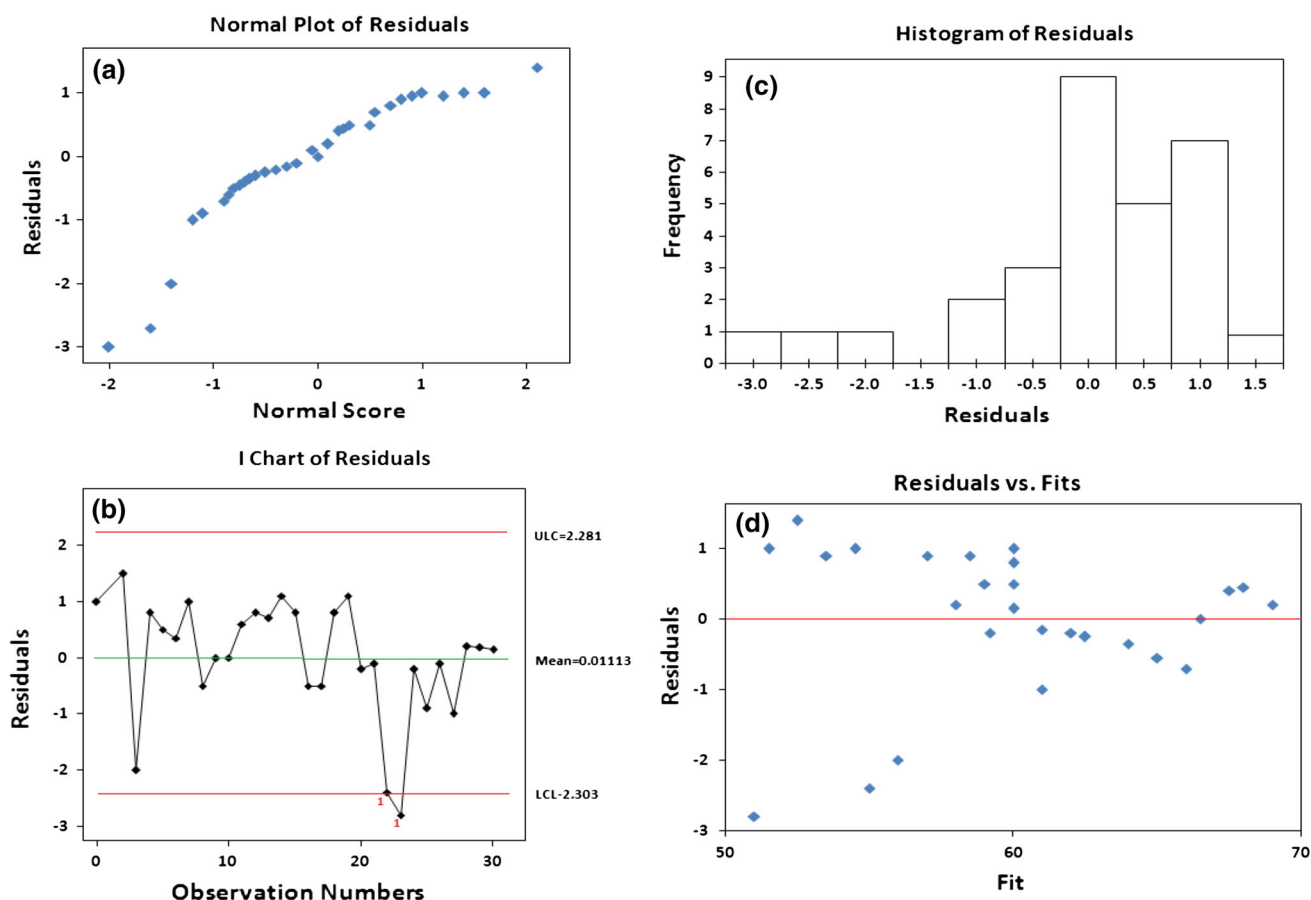 Normal Plot of Residuals
(a)
Residuals
1
0
-1
-2
-3
-2 -1 0 1 2
Normal Score
Histogram of Residuals
(c)
Frequency
9
8
7
6
5
4
3
2
1
0
-3.0 -2.5 -2.0 -1.5 -1.0 -0.5 0.0 0.5 1.0 1.5
Residuals
I Chart of Residuals
(b)
Residuals
2
1
0
-1
-2
-3
ULC=2.281
Mean=0.01113
LCL-2.303
1
1
0 10 20 30
Observation Numbers
Residuals vs. Fits
(d)
Residuals
1
0
-1
-2
-3
50 60 70
Fit